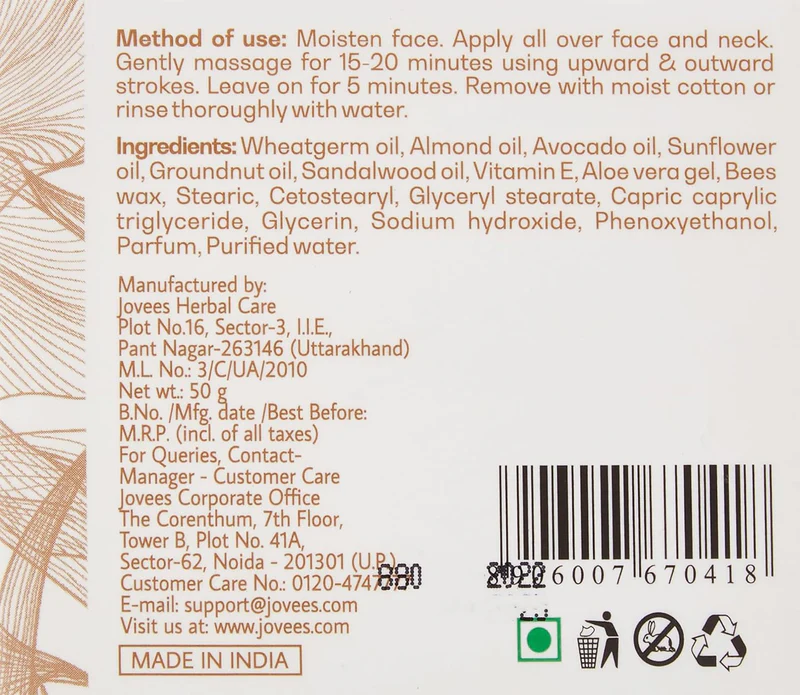 Method of use: Moisten face. Apply all over face and neck.
Gently massage for 15-20 minutes using upward & outward
strokes. Leave on for 5 minutes. Remove with moist cotton or
rinse thoroughly with water.
Ingredients: Wheatgerm oil, Almond oil, Avocado oil, Sunflower
oil, Groundnut oil, Sandalwood oil, Vitamin E, Aloe vera gel, Bees
wax, Stearic, Cetostearyl, Glyceryl stearate, Capric caprylic
triglyceride, Glycerin, Sodium hydroxide, Phenoxyethanol,
Parfum, Purified water.
Manufactured by:
Jovees Herbal Care
Plot No.16, Sector-3, I.I.E.,
Pant Nagar-263146 (Uttarakhand)
M.L. No.: 3/C/UA/2010
Net wt.: 50 g
B.No. /Mfg. date /Best Before:
M.R.P. (incl. of all taxes)
For Queries, Contact-
Manager - Customer Care
Jovees Corporate Office
The Corenthum, 7th Floor,
Tower B, Plot No. 41A,
Sector-62, Noida - 201301 (U.P.)
Customer Care No.:
E-mail: support@jovees.com
Visit us at: www.jovees.com
MADE IN INDIA
6007 670418